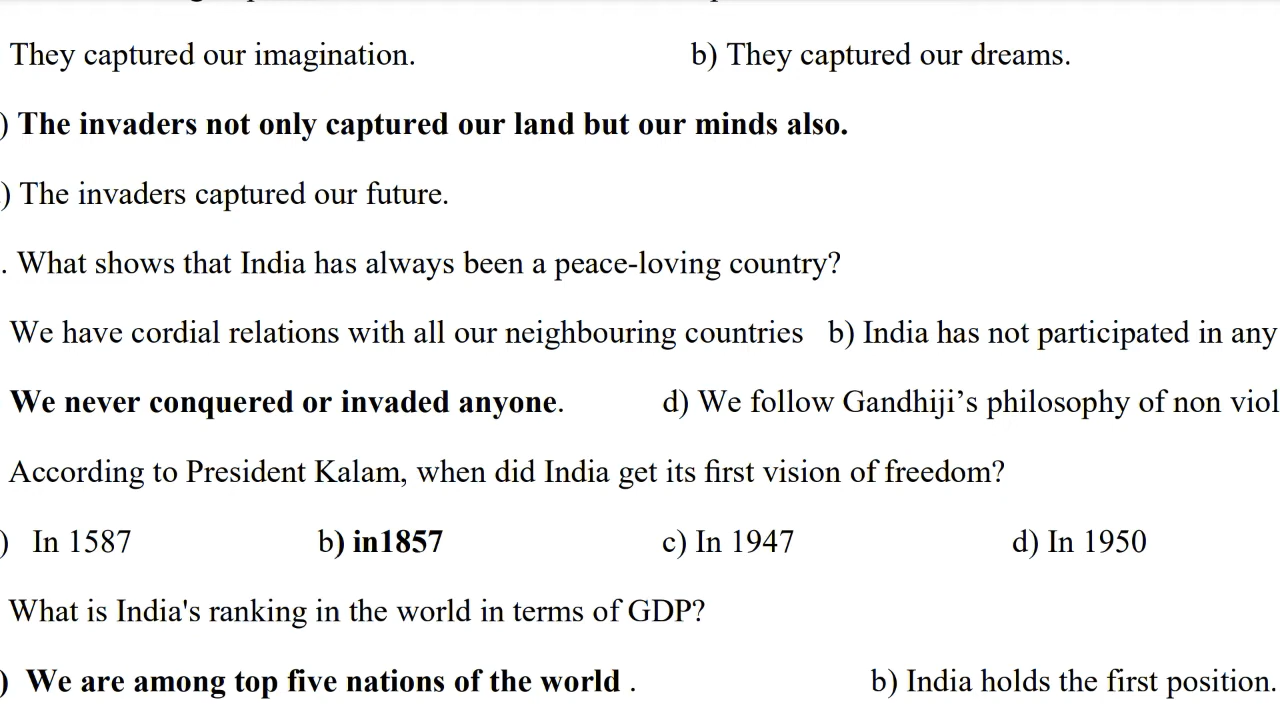 They captured our imagination. b) They captured our dreams.
) The invaders not only captured our land but our minds also.
) The invaders captured our future.
. What shows that India has always been a peace-loving country?
We have cordial relations with all our neighbouring countries b) India has not participated in any
We never conquered or invaded anyone. d) We follow Gandhiji’s philosophy of non viol
According to President Kalam, when did India get its first vision of freedom?
) In 1587 b) in1857 c) In 1947 d) In 1950
What is India's ranking in the world in terms of GDP?
) We are among top five nations of the world . b) India holds the first position.